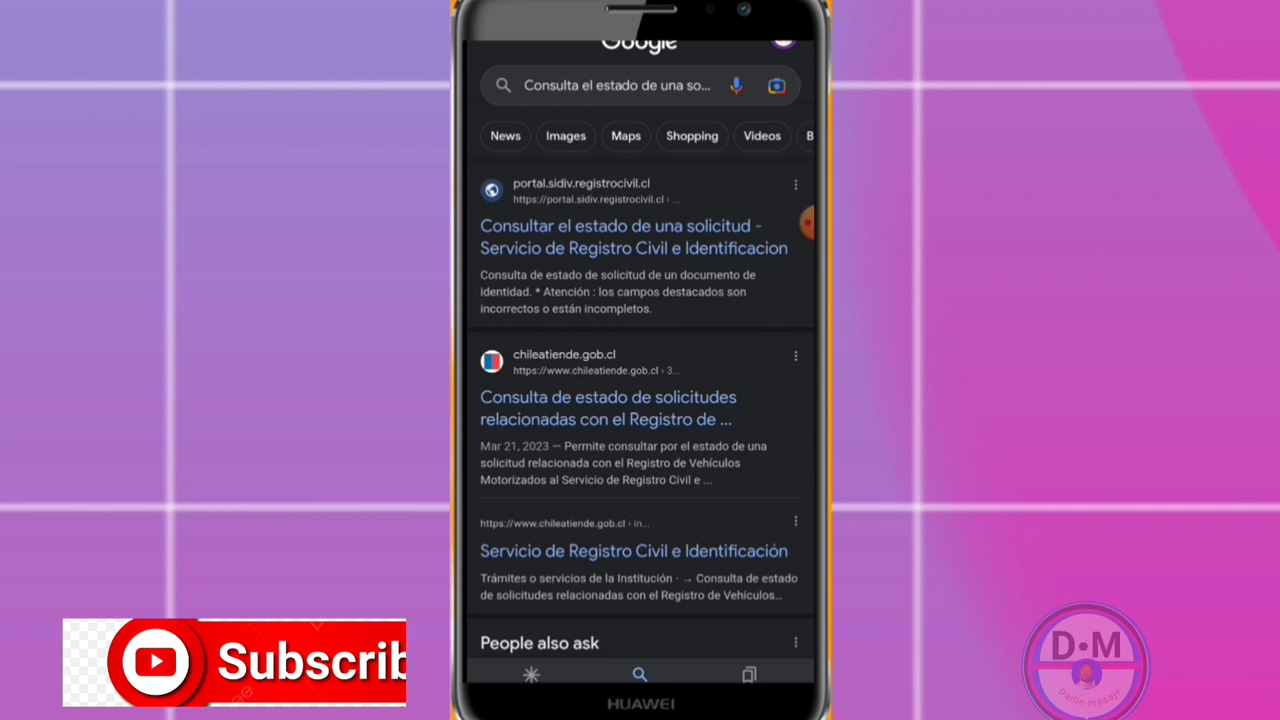 Google
Consulta el estado de una so...
News Images Maps Shopping Videos B
portal.sidiv.registrocivil.cl
https://portal.sidiv.registrocivil.cl › ...
Consultar el estado de una solicitud -
Servicio de Registro Civil e Identificacion
Consulta de estado de solicitud de un documento de
identidad. * Atención : los campos destacados son
incorrectos o están incompletos.
chileatiende.gob.cl
https://www.chileatiende.gob.cl › 3...
Consulta de estado de solicitudes
relacionadas con el Registro de ...
Mar 21, 2023 — Permite consultar por el estado de una
solicitud relacionada con el Registro de Vehículos
Motorizados al Servicio de Registro Civil e ...
https://www.chileatiende.gob.cl › in...
Servicio de Registro Civil e Identificación
Trámites o servicios de la Institución · → Consulta de estado
de solicitudes relacionadas con el Registro de Vehículos...
People also ask
HUAWEI
Subscrib
D•M
Darlin mesaje